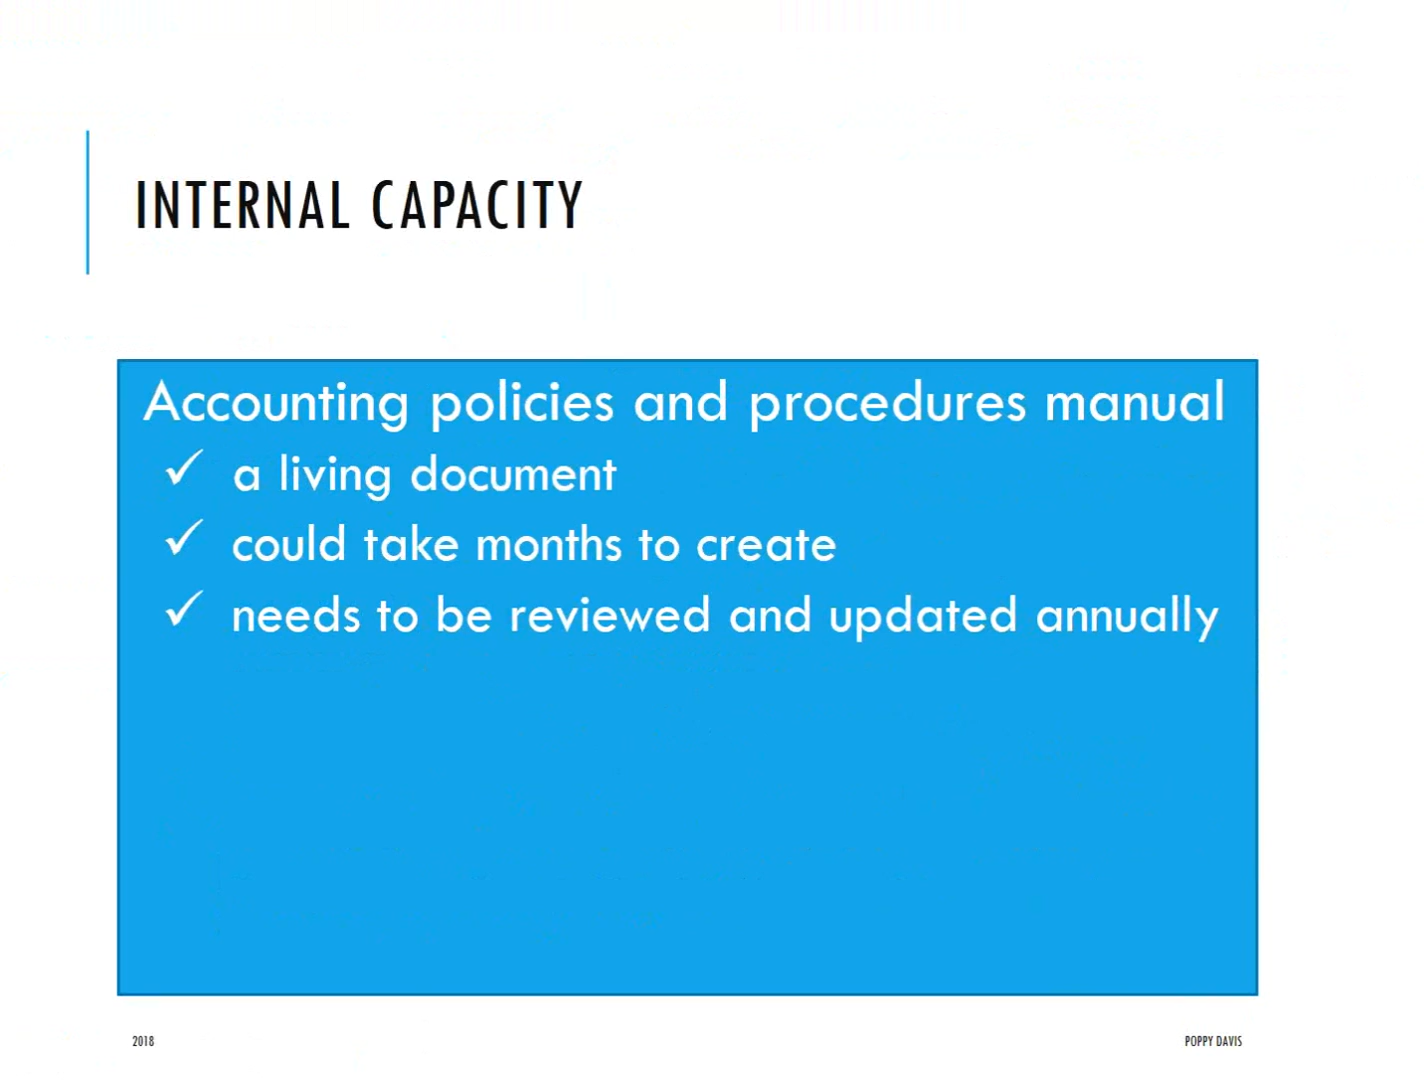 INTERNAL CAPACITY
Accounting policies and procedures manual
✓ a living document
✓ could take months to create
✓ needs to be reviewed and updated annually
2018
POPPY DAVIS